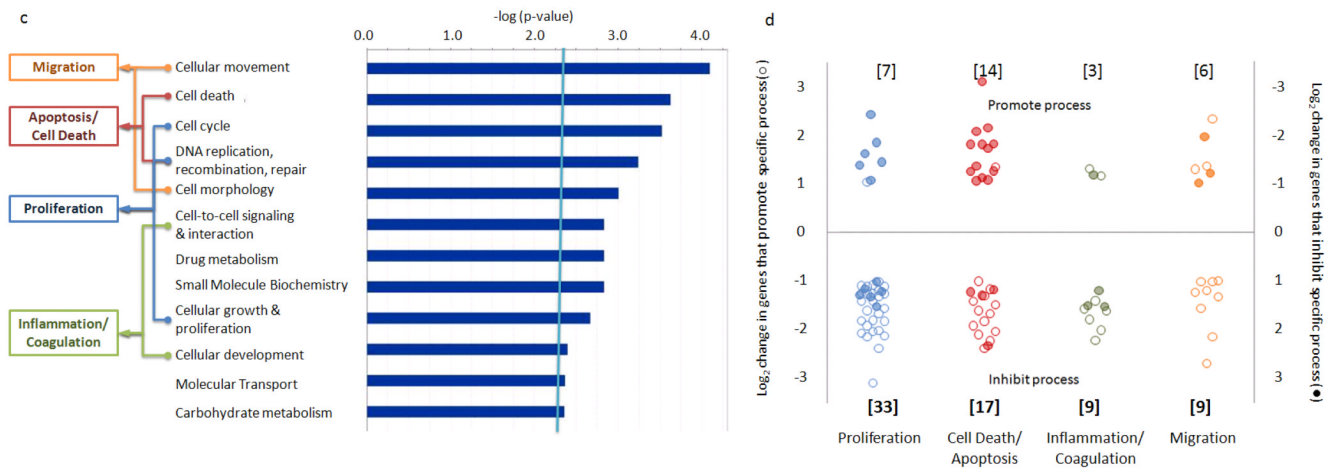 c
-log (p-value)
0.0 1.0 2.0 3.0 4.0
Migration
Apoptosis/
Cell Death
Proliferation
Inflammation/
Coagulation
Cellular movement
Cell death
Cell cycle
DNA replication,
recombination, repair
Cell morphology
Cell-to-cell signaling
& interaction
Drug metabolism
Small Molecule Biochemistry
Cellular growth &
proliferation
Cellular development
Molecular Transport
Carbohydrate metabolism
d
Log2 change in genes that promote specific process(○)
3
2
1
0
-1
-2
-3
[7] [14] [3] [6]
Promote process
Inhibit process
[33] [17] [9] [9]
Proliferation
Cell Death/
Apoptosis
Inflammation/
Coagulation
Migration
-3
-2
-1
0
1
2
3
Log2 change in genes that inhibit specific process(●)